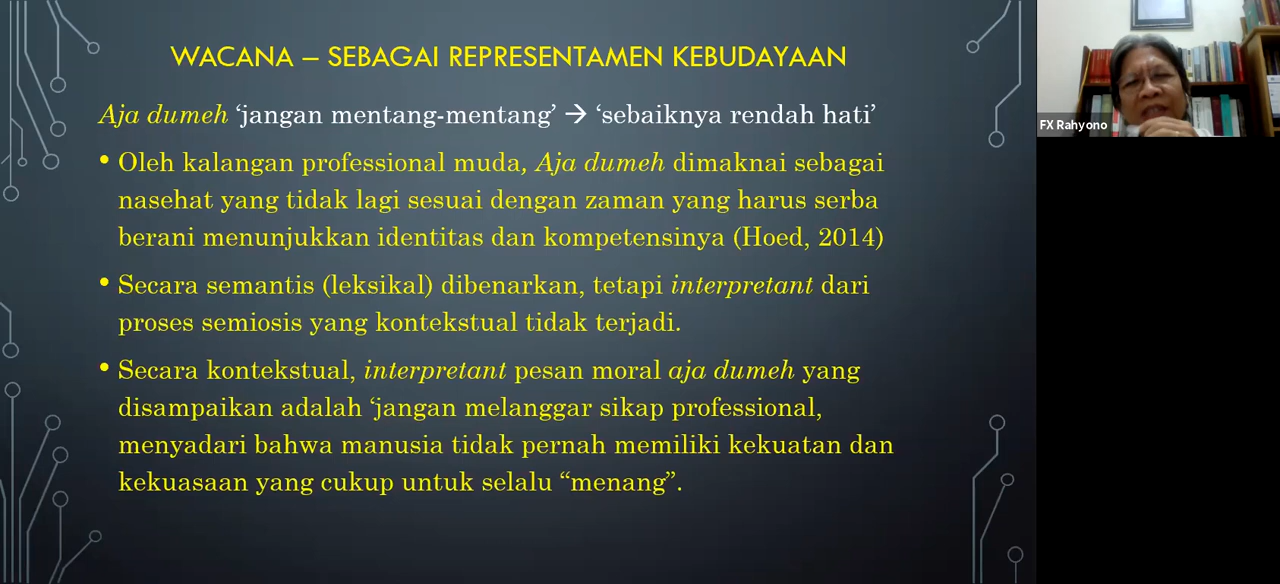 WACANA – SEBAGAI REPRESENTAMEN KEBUDAYAAN
Aja dumeh ‘jangan mentang-mentang’ → ‘sebaiknya rendah hati’
• Oleh kalangan professional muda, Aja dumeh dimaknai sebagai
nasehat yang tidak lagi sesuai dengan zaman yang harus serba
berani menunjukkan identitas dan kompetensinya (Hoed, 2014)
• Secara semantis (leksikal) dibenarkan, tetapi interpretant dari
proses semiosis yang kontekstual tidak terjadi.
• Secara kontekstual, interpretant pesan moral aja dumeh yang
disampaikan adalah ‘jangan melanggar sikap professional,
menyadari bahwa manusia tidak pernah memiliki kekuatan dan
kekuasaan yang cukup untuk selalu “menang”.
FX Rahyono